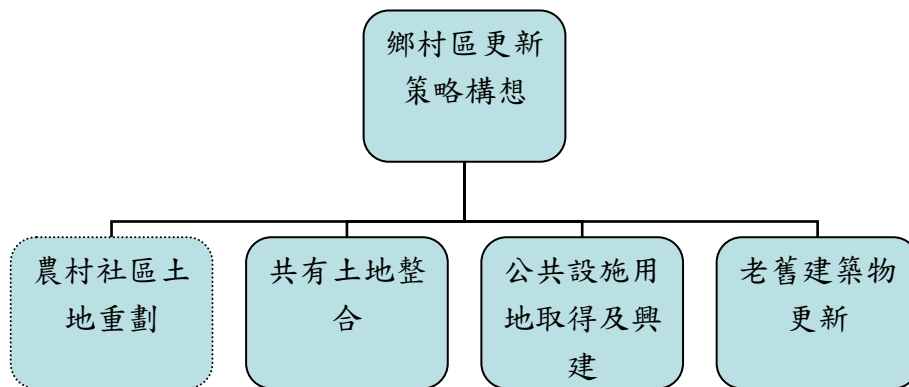 鄉村區更新
策略構想
農村社區土
地重劃
共有土地整
合
公共設施用
地取得及興
建
老舊建築物
更新